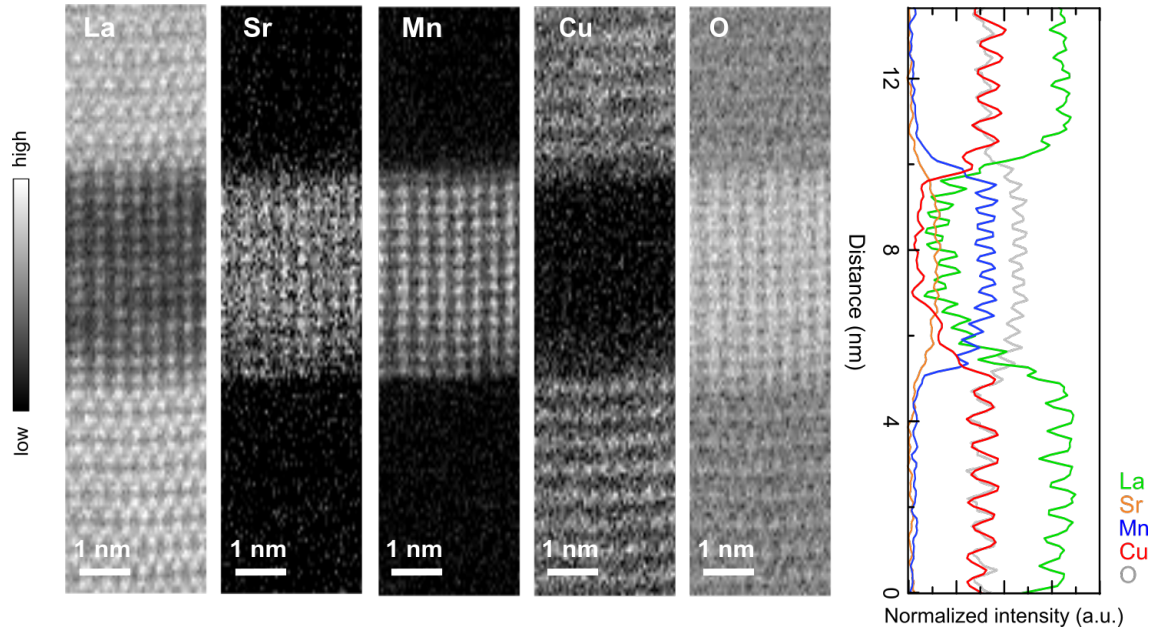 La Sr Mn Cu O
high
low
1 nm 1 nm 1 nm 1 nm 1 nm
12
8
4
0
Distance (nm)
Normalized intensity (a.u.)
La
Sr
Mn
Cu
O